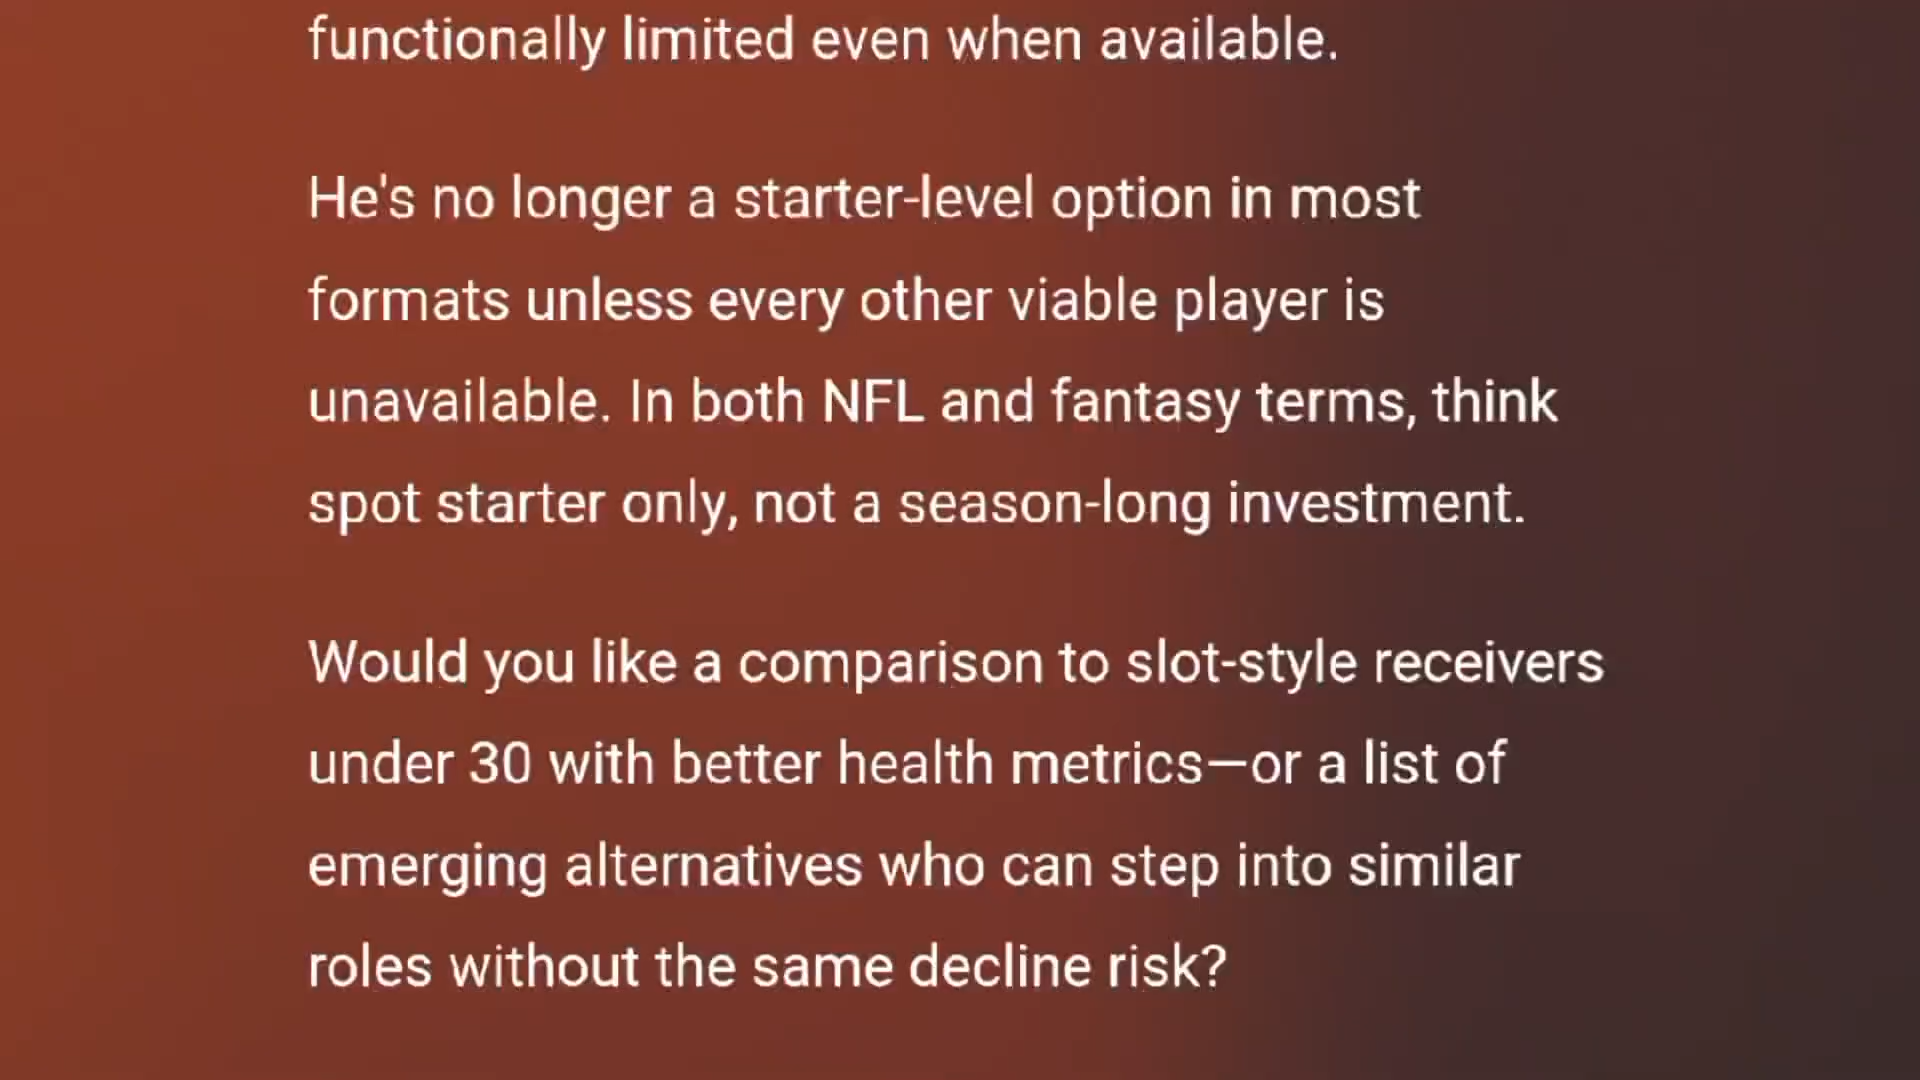 functionally limited even when available.
He's no longer a starter-level option in most
formats unless every other viable player is
unavailable. In both NFL and fantasy terms, think
spot starter only, not a season-long investment.
Would you like a comparison to slot-style receivers
under 30 with better health metrics—or a list of
emerging alternatives who can step into similar
roles without the same decline risk?